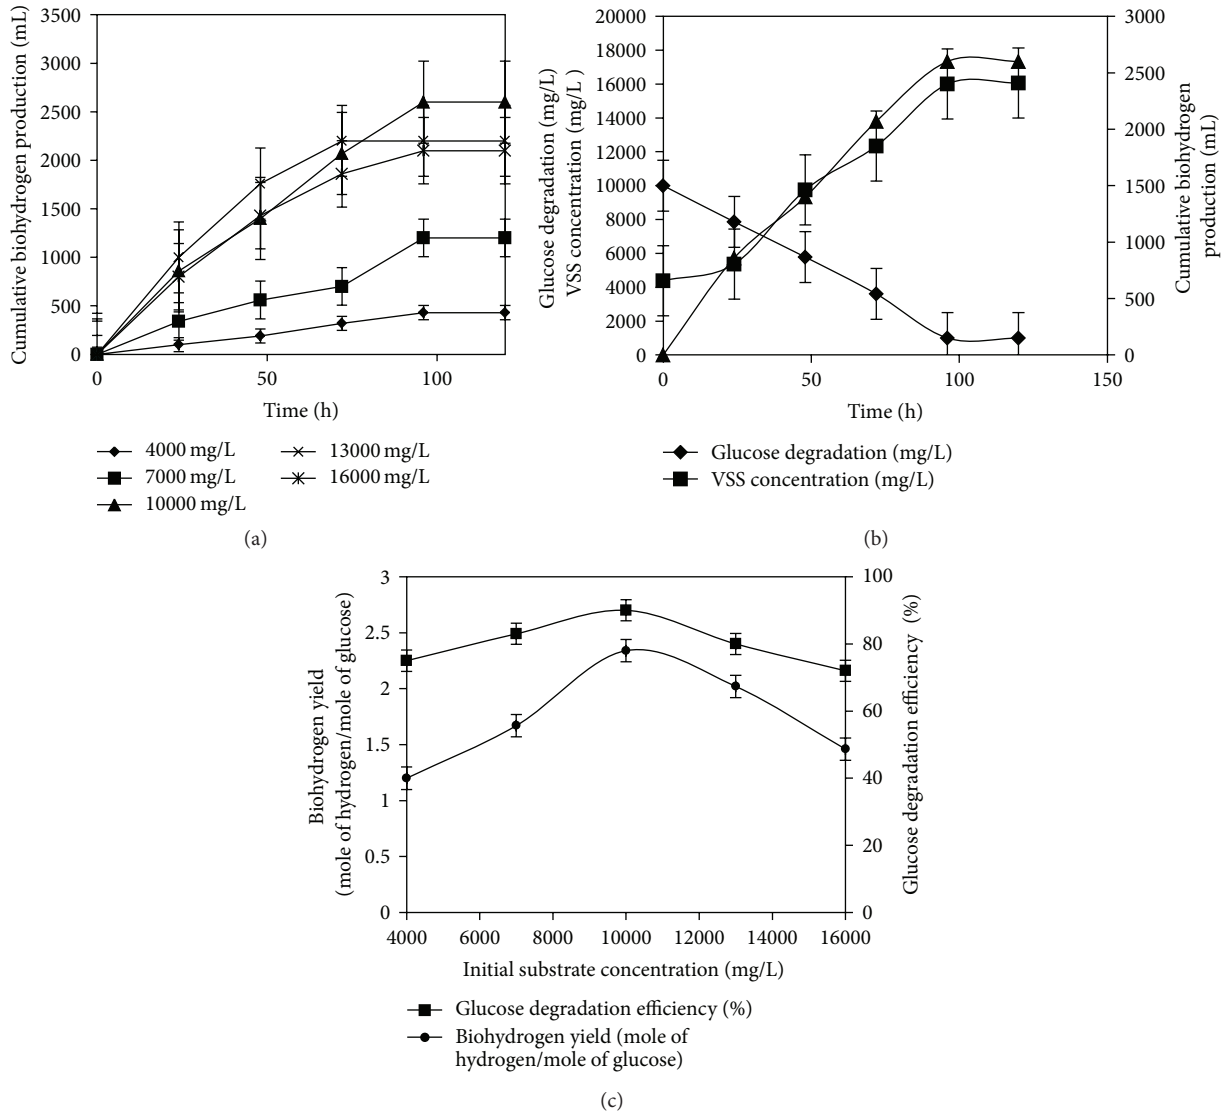 Cumulative biohydrogen production (mL)
3500
3000
2500
2000
1500
1000
500
0
0
50
100
Time (h)
4000 mg/L
7000 mg/L
10000 mg/L
13000 mg/L
16000 mg/L
(a)
Glucose degradation (mg/L)
VSS concentration (mg/L )
20000
18000
16000
14000
12000
10000
8000
6000
4000
2000
0
0
50
100
150
3000
2500
2000
1500
1000
500
0
Cumulative biohydrogen
production (mL)
Time (h)
Glucose degradation (mg/L)
VSS concentration (mg/L)
(b)
Biohydrogen yield
(mole of hydrogen/mole of glucose)
3
2.5
2
1.5
1
0.5
0
4000
6000
8000
10000
12000
14000
16000
100
80
60
40
20
0
Glucose degradation efficiency (%)
Initial substrate concentration (mg/L)
Glucose degradation efficiency (%)
Biohydrogen yield (mole of
hydrogen/mole of glucose)
(c)